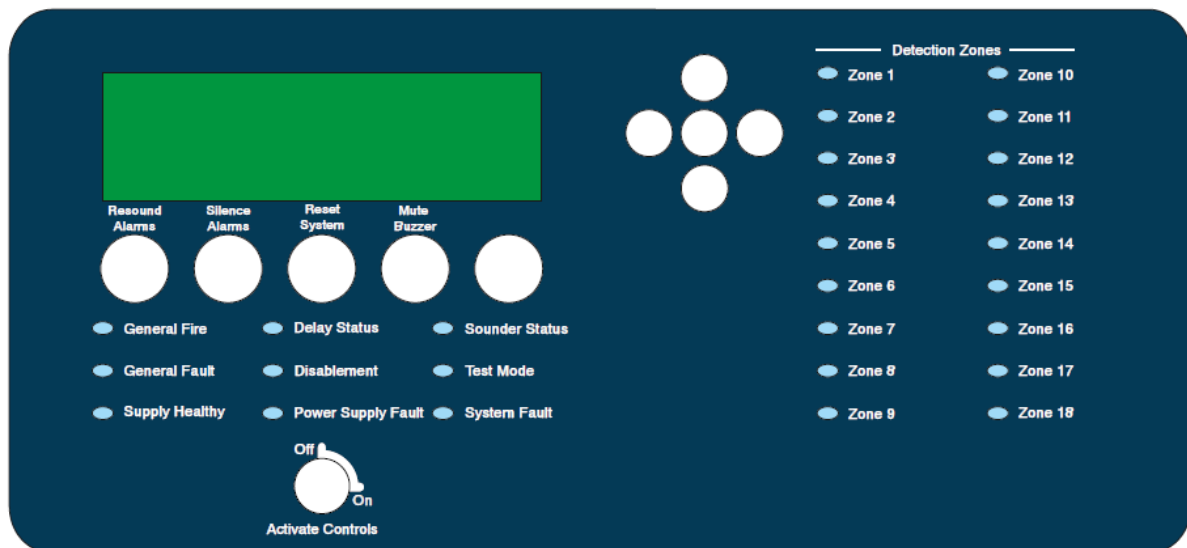 Detection Zones
Zone 1
Zone 10
Zone 2
Zone 11
Zone 3
Zone 12
Zone 4
Zone 13
Zone 5
Zone 14
Zone 6
Zone 15
Zone 7
Zone 16
Zone 8
Zone 17
Zone 9
Zone 18
Resound
Alarms
Silence
Alarms
Reset
System
Mute
Buzzer
General Fire
Delay Status
Sounder Status
General Fault
Disablement
Test Mode
Supply Healthy
Power Supply Fault
System Fault
Off
On
Activate Controls